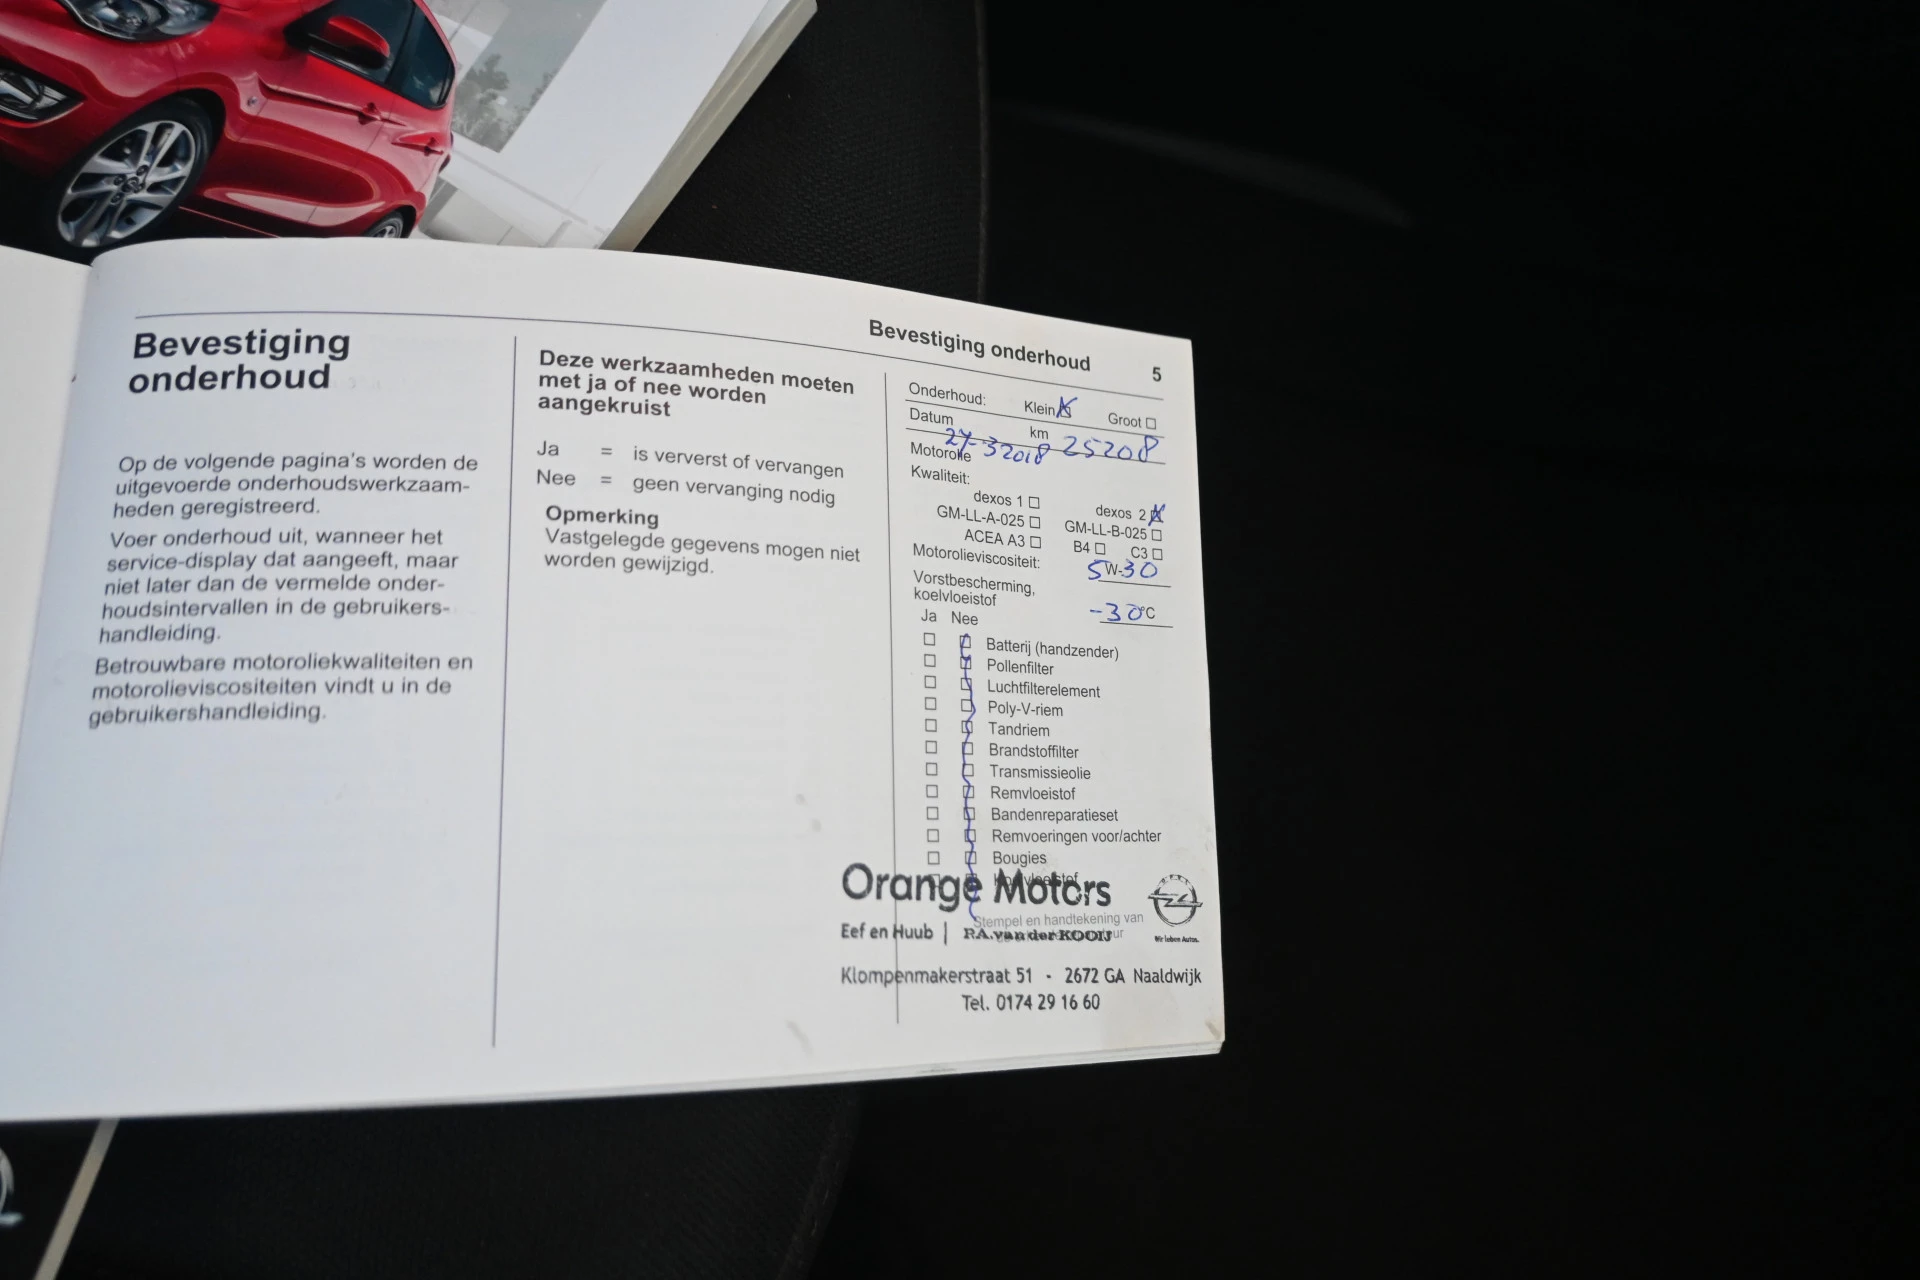 Bevestiging onderhoud 5
Bevestiging
onderhoud
Op de volgende pagina's worden de
uitgevoerde onderhoudswerkzaam-
heden geregistreerd.
Voer onderhoud uit, wanneer het
service-display dat aangeeft, maar
niet later dan de vermelde onder-
houdsintervallen in de gebruikers-
handleiding.
Betrouwbare motoroliekwaliteiten en
motorolieviscositeiten vindt u in de
gebruikershandleiding.
Deze werkzaamheden moeten
met ja of nee worden
aangekruist
Ja = is ververst of vervangen
Nee = geen vervanging nodig
Opmerking
Vastgelegde gegevens mogen niet
worden gewijzigd.
Onderhoud: Klein Groot
Datum km 25208
Motorolie
Kwaliteit:
dexos 1 dexos 2
GM-LL-A-025 GM-LL-B-025
ACEA A3 B4 C3
Motorolieviscositeit: 5W-30
Vorstbescherming,
koelvloeistof -30°C
Ja Nee
Batterij (handzender)
Pollenfilter
Luchtfilterelement
Poly-V-riem
Tandriem
Brandstoffilter
Transmissieolie
Remvloeistof
Bandenreparatieset
Remvoeringen voor/achter
Bougies
Koelvloeistof
Orange Motors
Stempel en handtekening van
Eef en Huub | P.A. van der KOOIJ
Wir leben Autos.
Klompenmakerstraat 51 - 2672 GA Naaldwijk
Tel. 0174 29 16 60